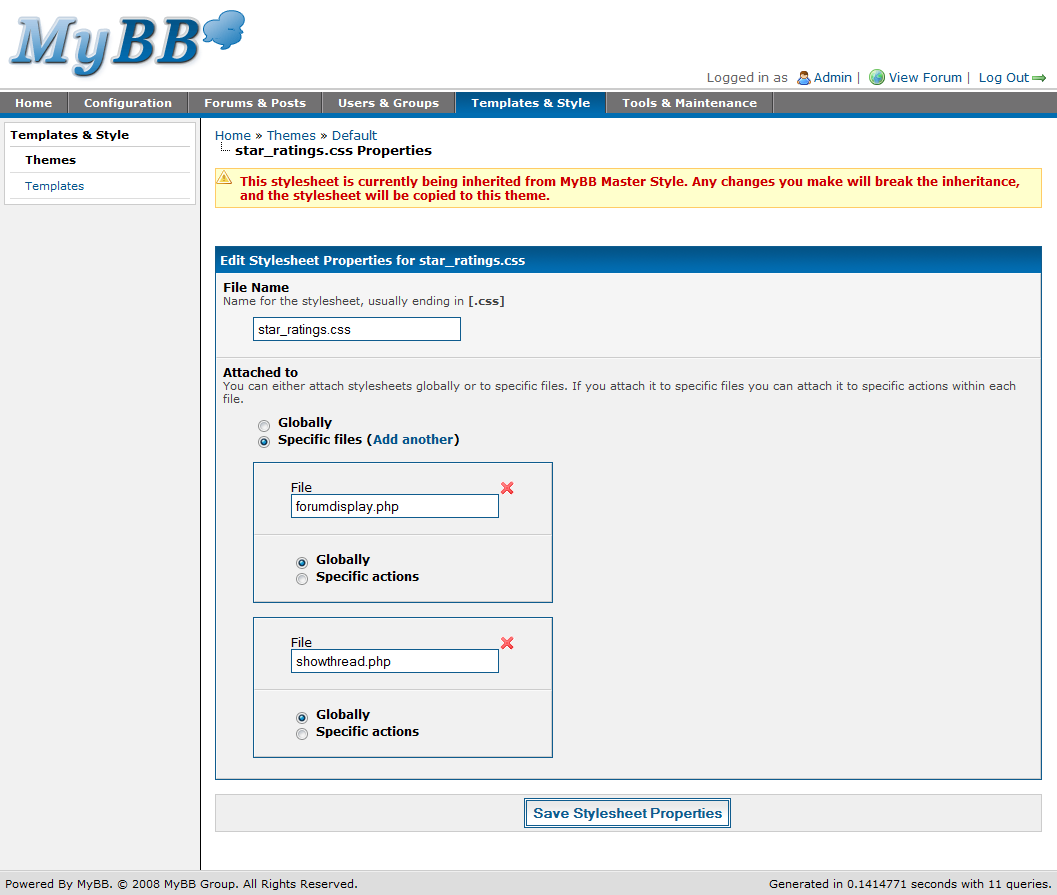 MyBB
Logged in as Admin | View Forum | Log Out
Home Configuration Forums & Posts Users & Groups Templates & Style Tools & Maintenance
Templates & Style
Themes
Templates
Home » Themes » Default
star_ratings.css Properties
This stylesheet is currently being inherited from MyBB Master Style. Any changes you make will break the inheritance,
and the stylesheet will be copied to this theme.
Edit Stylesheet Properties for star_ratings.css
File Name
Name for the stylesheet, usually ending in [.css]
star_ratings.css
Attached to
You can either attach stylesheets globally or to specific files. If you attach it to specific files you can attach it to specific actions within each
file.
Globally
Specific files (Add another)
File
forumdisplay.php
Globally
Specific actions
File
showthread.php
Globally
Specific actions
Save Stylesheet Properties
Powered By MyBB. © 2008 MyBB Group. All Rights Reserved. Generated in 0.1414771 seconds with 11 queries.